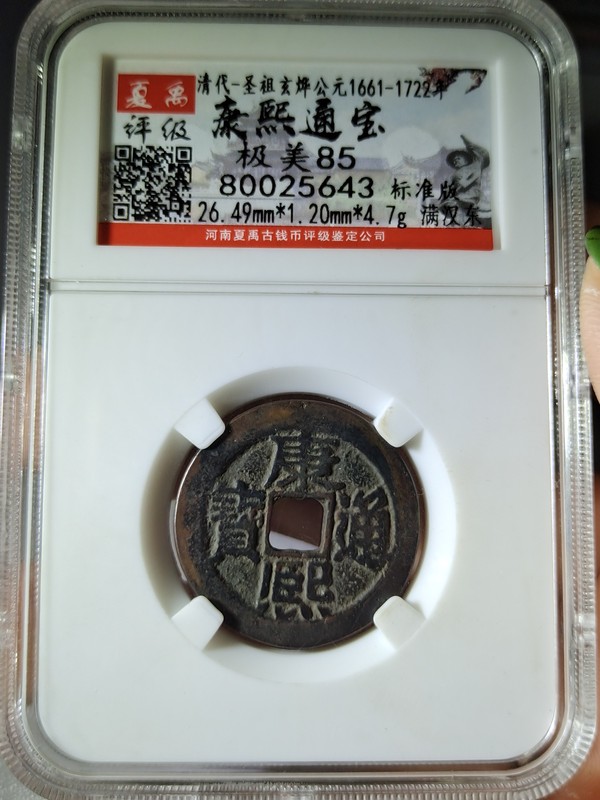 夏禹
评级
清代-圣祖玄烨公元1661-1722年
康熙通宝
极美85
80025643 标准版
26.49mm*1.20mm*4.7g 满汉东
河南夏禹古钱币评级鉴定公司
康熙通寶